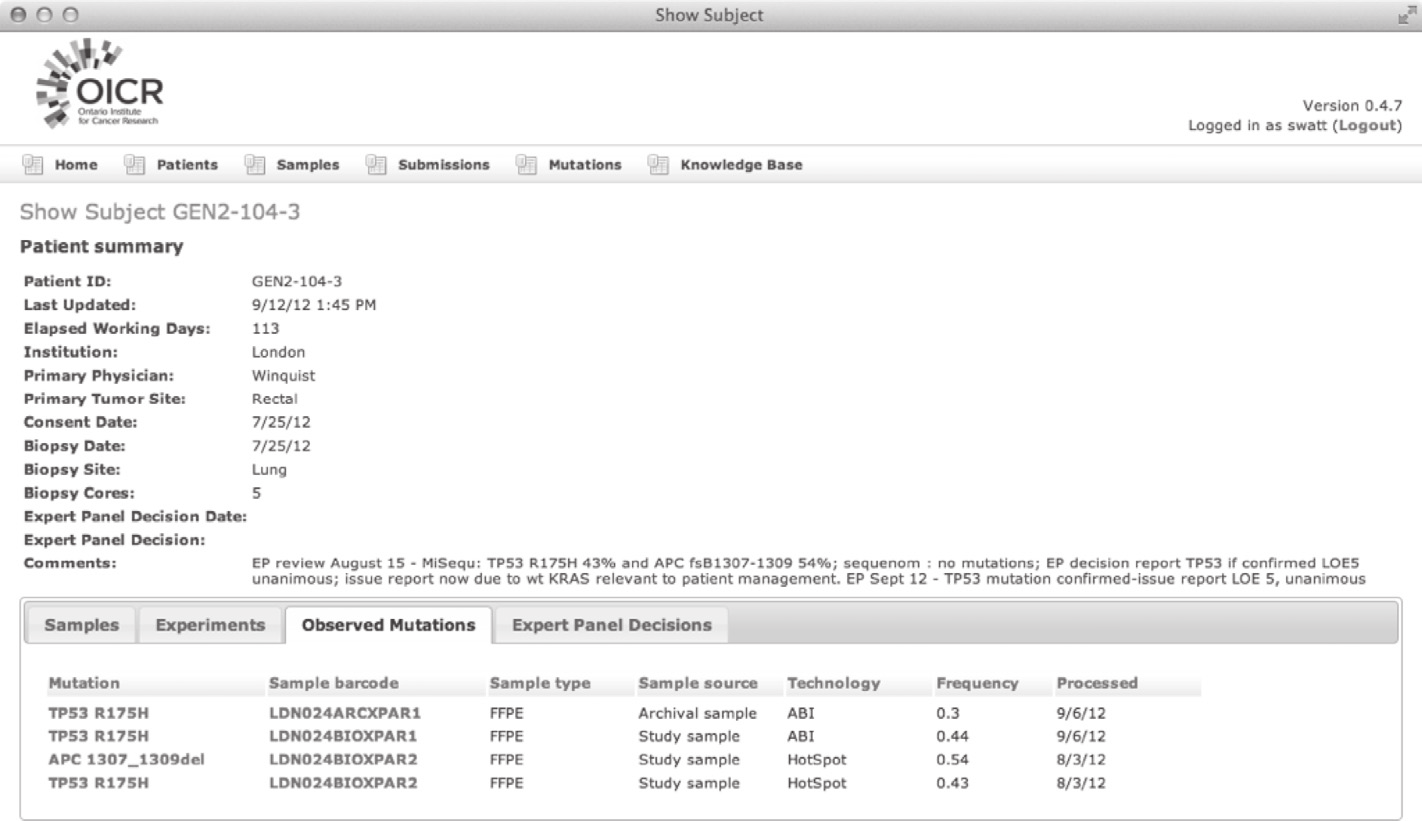 Show Subject
OICR
Ontario Institute
for Cancer Research
Version 0.4.7
Logged in as swatt (Logout)
Home Patients Samples Submissions Mutations Knowledge Base
Show Subject GEN2-104-3
Patient summary
Patient ID: GEN2-104-3
Last Updated: 9/12/12 1:45 PM
Elapsed Working Days: 113
Institution: London
Primary Physician: Winquist
Primary Tumor Site: Rectal
Consent Date: 7/25/12
Biopsy Date: 7/25/12
Biopsy Site: Lung
Biopsy Cores: 5
Expert Panel Decision Date:
Expert Panel Decision:
Comments: EP review August 15 - MiSequ: TP53 R175H 43% and APC fsB1307-1309 54%; sequenom : no mutations; EP decision report TP53 if confirmed LOE5
unanimous; issue report now due to wt KRAS relevant to patient management. EP Sept 12 - TP53 mutation confirmed-issue report LOE 5, unanimous
Samples Experiments Observed Mutations Expert Panel Decisions
Mutation Sample barcode Sample type Sample source Technology Frequency Processed
TP53 R175H LDN024ARCXPAR1 FFPE Archival sample ABI 0.3 9/6/12
TP53 R175H LDN024BIOXPAR1 FFPE Study sample ABI 0.44 9/6/12
APC 1307_1309del LDN024BIOXPAR2 FFPE Study sample HotSpot 0.54 8/3/12
TP53 R175H LDN024BIOXPAR2 FFPE Study sample HotSpot 0.43 8/3/12